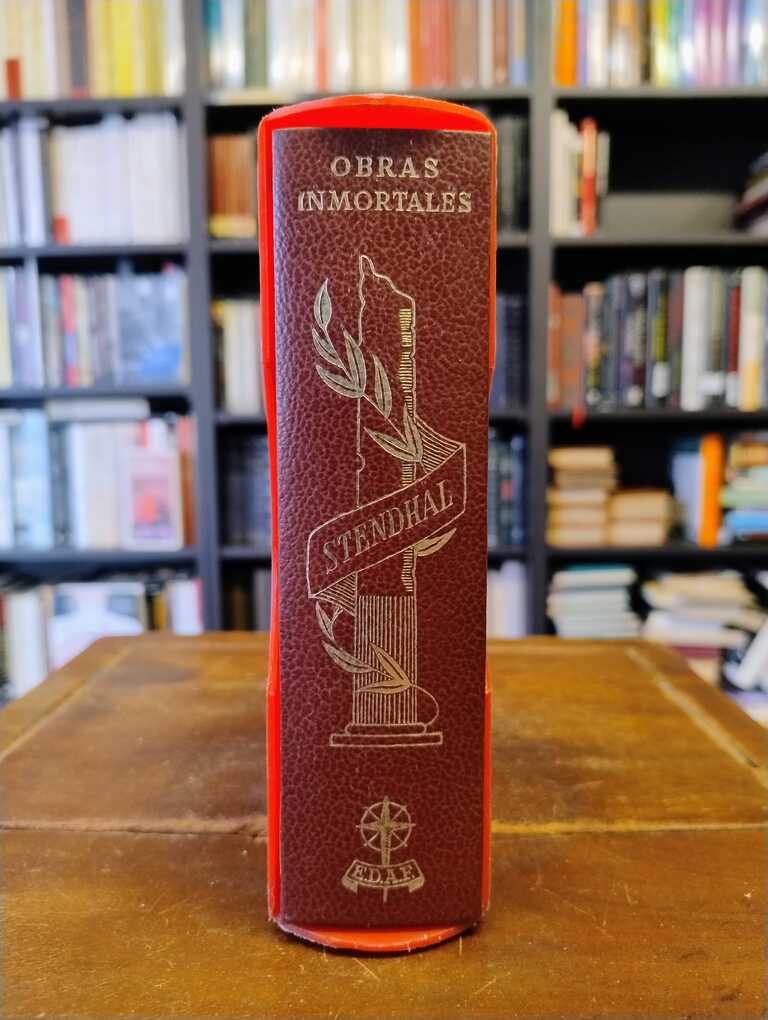 OBRAS
INMORTALES
STENDHAL
E.D.A.F.